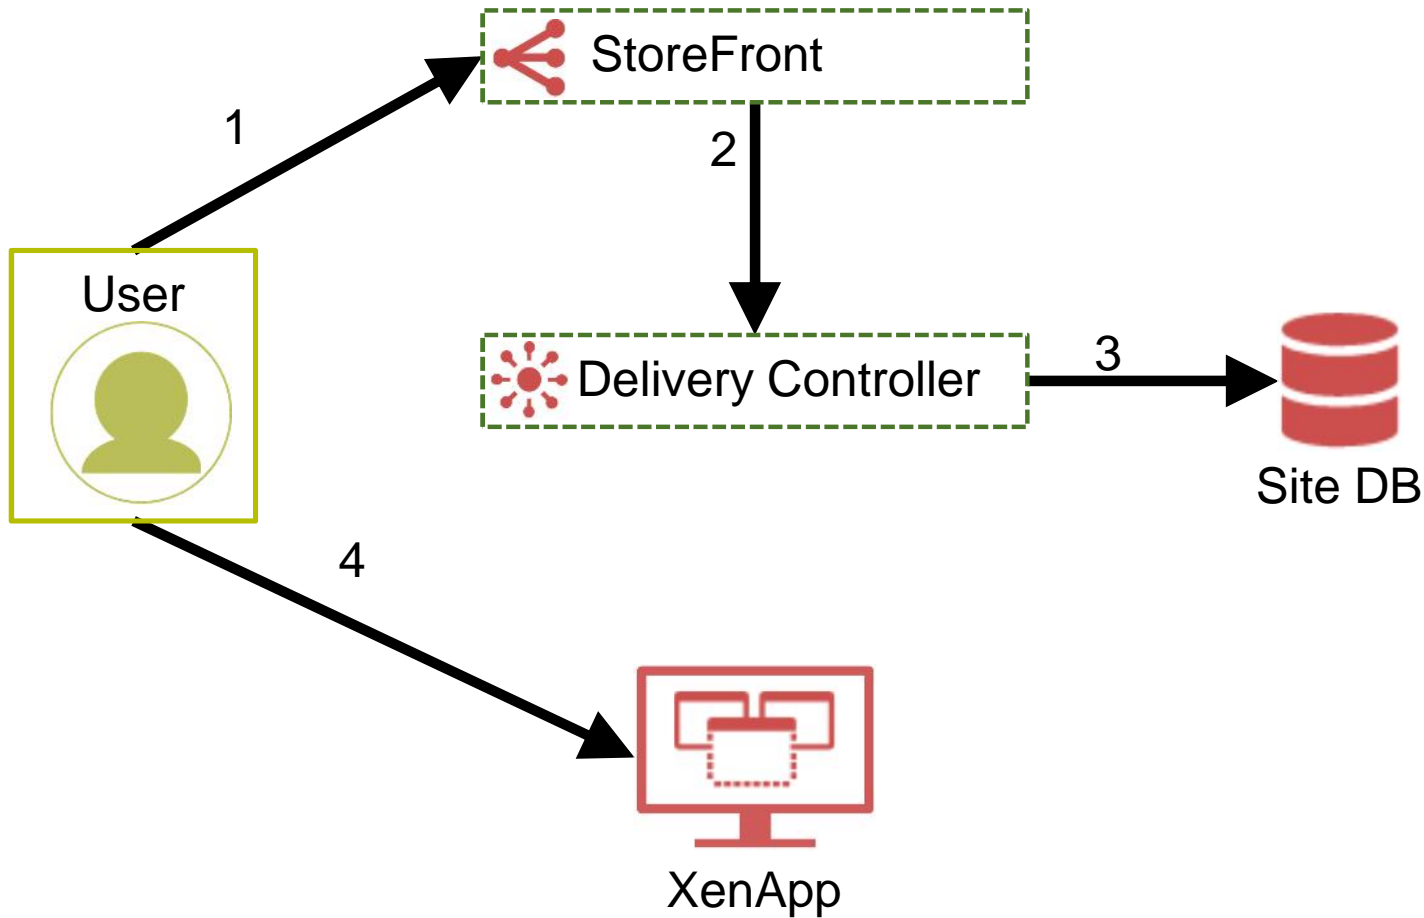 StoreFront
1
2
User
Delivery Controller
3
Site DB
4
XenApp